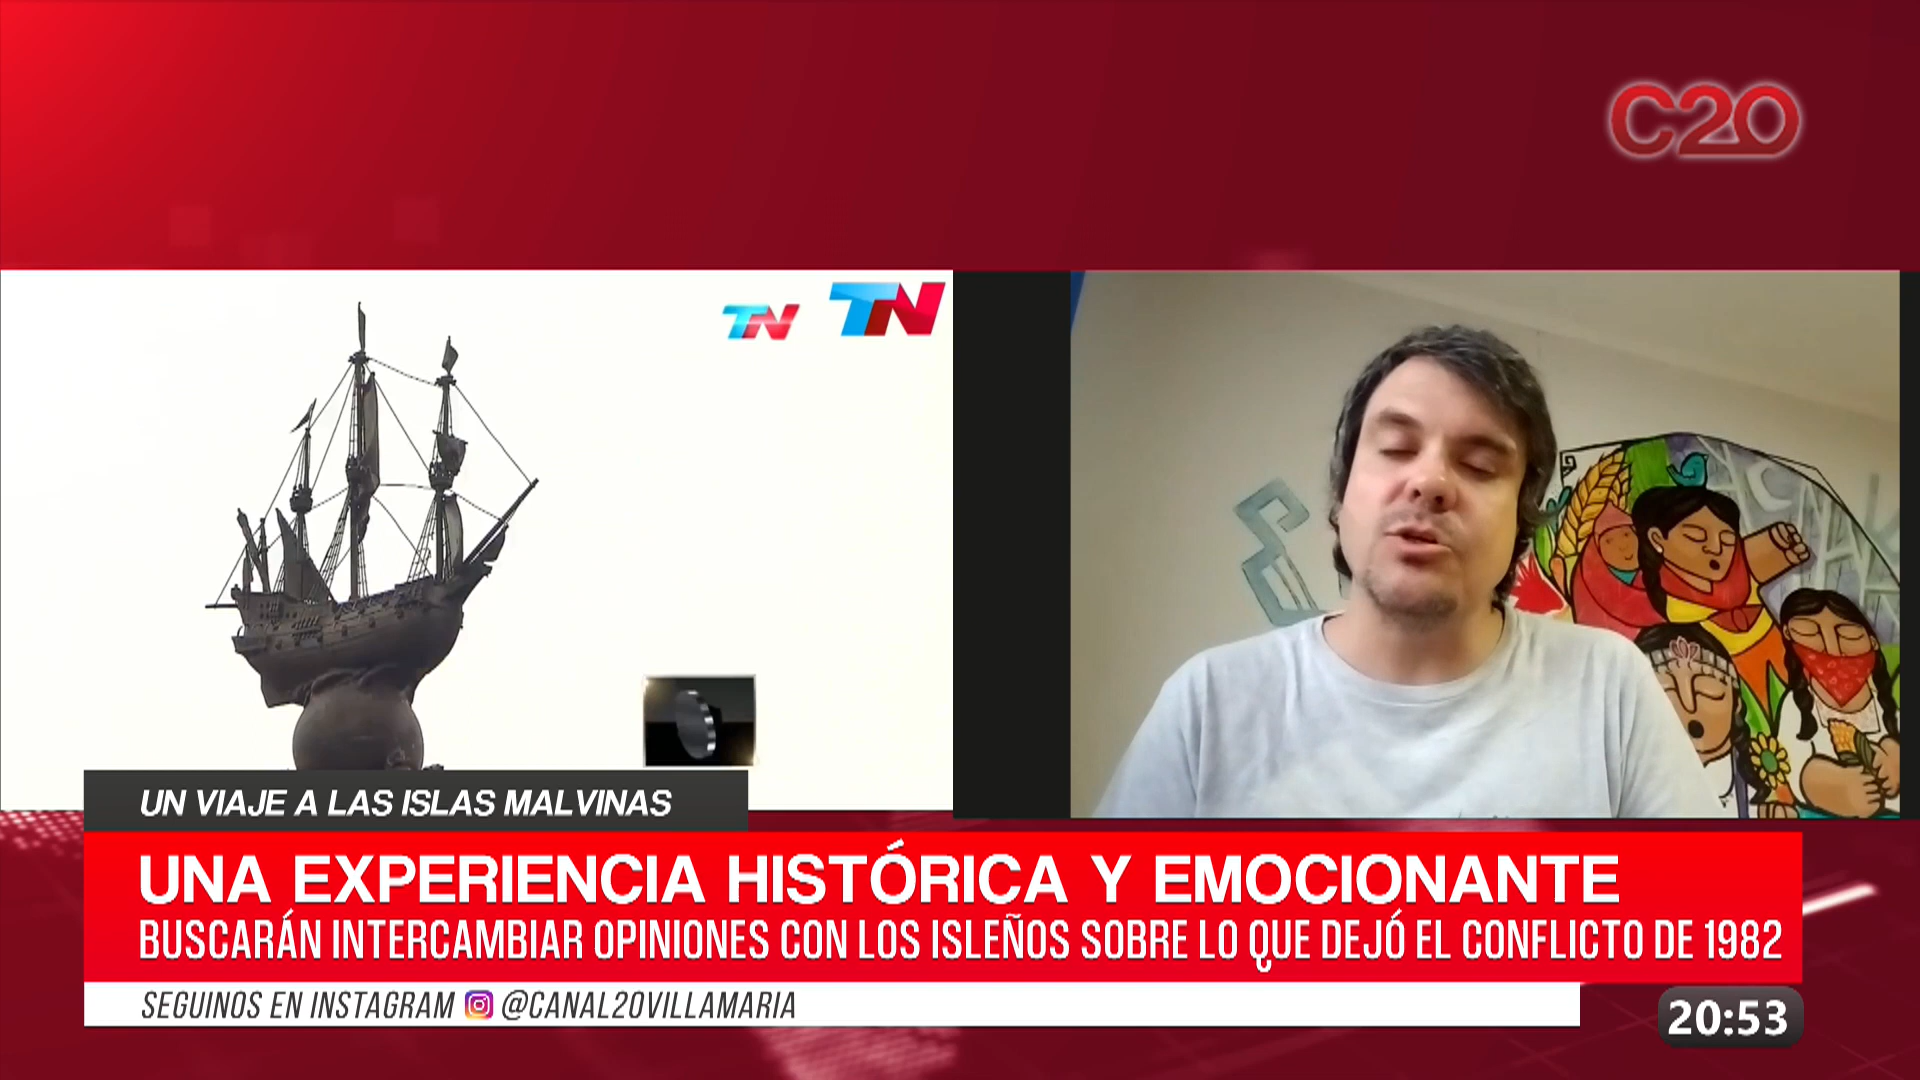 C20
TN TN
UN VIAJE A LAS ISLAS MALVINAS
UNA EXPERIENCIA HISTÓRICA Y EMOCIONANTE
BUSCARÁN INTERCAMBIAR OPINIONES CON LOS ISLEÑOS SOBRE LO QUE DEJÓ EL CONFLICTO DE 1982
SEGUINOS EN INSTAGRAM @CANAL20VILLAMARIA
20:53